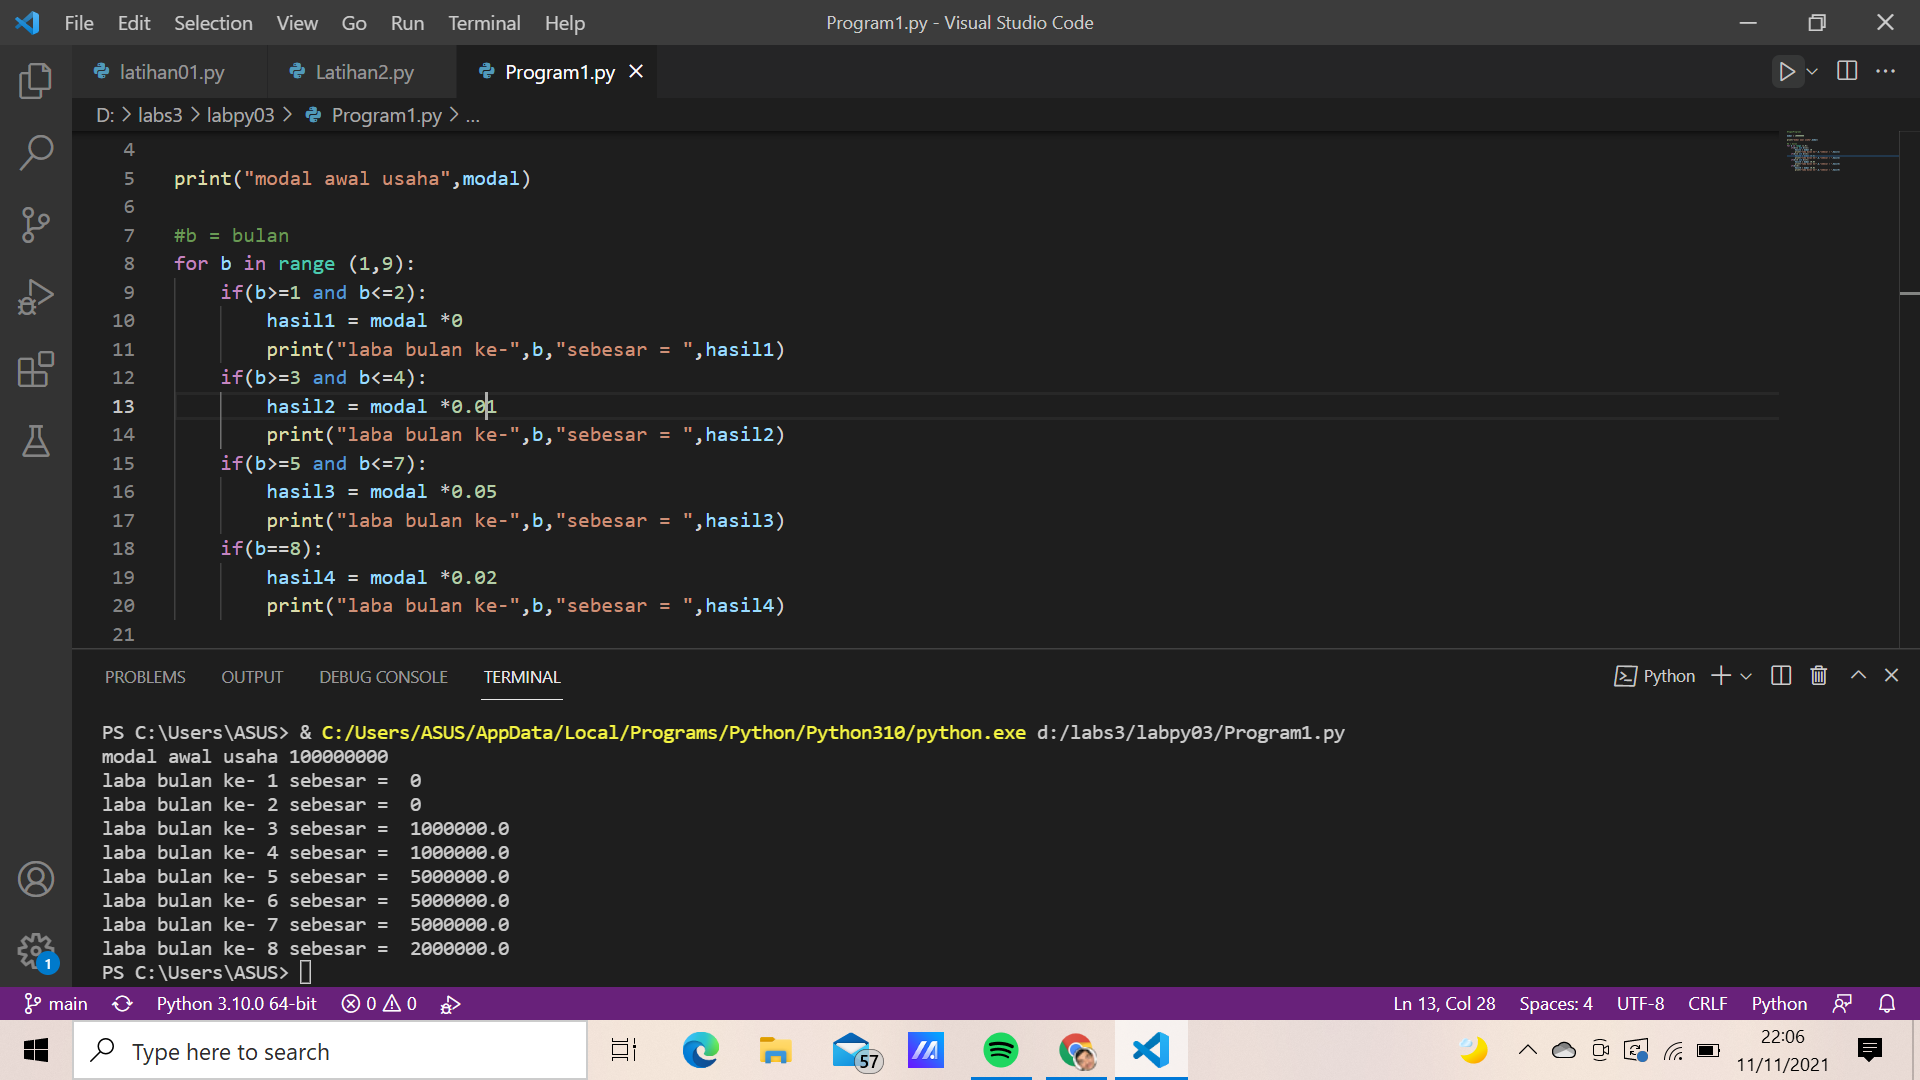 File Edit Selection View Go Run Terminal Help Program1.py - Visual Studio Code
latihan01.py Latihan2.py Program1.py
D: > labs3 > labpy03 > Program1.py > ...
4
5 print("modal awal usaha",modal)
6
7 #b = bulan
8 for b in range (1,9):
9 if(b>=1 and b<=2):
10 hasil1 = modal *0
11 print("laba bulan ke-",b,"sebesar = ",hasil1)
12 if(b>=3 and b<=4):
13 hasil2 = modal *0.01
14 print("laba bulan ke-",b,"sebesar = ",hasil2)
15 if(b>=5 and b<=7):
16 hasil3 = modal *0.05
17 print("laba bulan ke-",b,"sebesar = ",hasil3)
18 if(b==8):
19 hasil4 = modal *0.02
20 print("laba bulan ke-",b,"sebesar = ",hasil4)
21
PROBLEMS OUTPUT DEBUG CONSOLE TERMINAL Python
PS C:\Users\ASUS> & C:/Users/ASUS/AppData/Local/Programs/Python/Python310/python.exe d:/labs3/labpy03/Program1.py
modal awal usaha 100000000
laba bulan ke- 1 sebesar =  0
laba bulan ke- 2 sebesar =  0
laba bulan ke- 3 sebesar =  1000000.0
laba bulan ke- 4 sebesar =  1000000.0
laba bulan ke- 5 sebesar =  5000000.0
laba bulan ke- 6 sebesar =  5000000.0
laba bulan ke- 7 sebesar =  5000000.0
laba bulan ke- 8 sebesar =  2000000.0
PS C:\Users\ASUS>
1
main Python 3.10.0 64-bit 0 0 Ln 13, Col 28 Spaces: 4 UTF-8 CRLF Python
Type here to search
57
22:06
11/11/2021